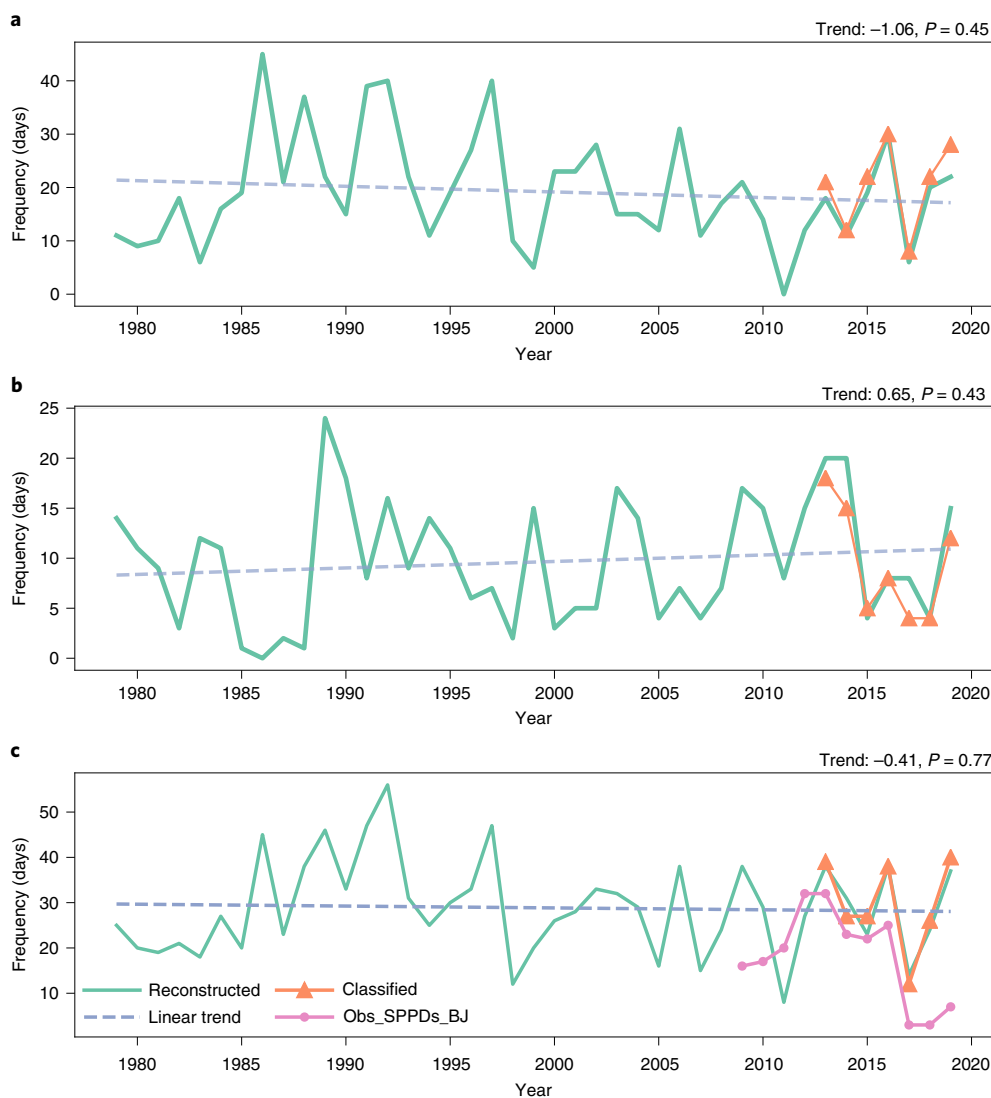 a
Trend: –1.06, P = 0.45
40
30
20
10
0
Frequency (days)
1980 1985 1990 1995 2000 2005 2010 2015 2020
Year
b
Trend: 0.65, P = 0.43
25
20
15
10
5
0
Frequency (days)
1980 1985 1990 1995 2000 2005 2010 2015 2020
Year
c
Trend: –0.41, P = 0.77
50
40
30
20
10
Frequency (days)
Reconstructed Classified
Linear trend Obs_SPPDs_BJ
1980 1985 1990 1995 2000 2005 2010 2015 2020
Year